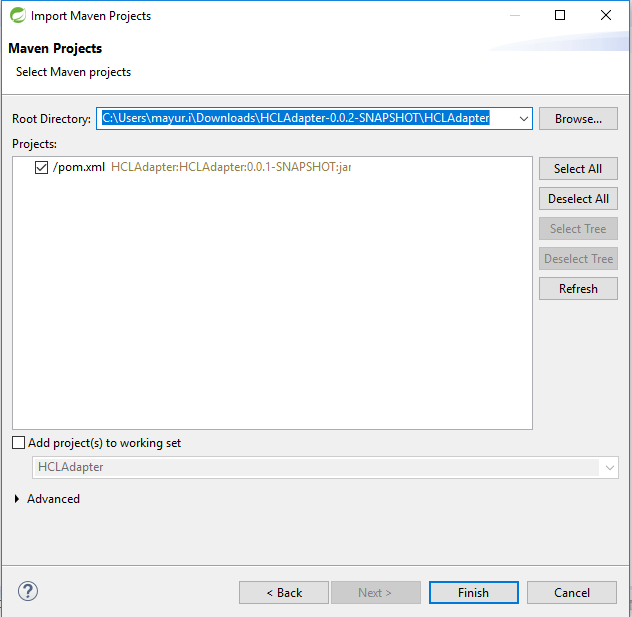 Import Maven Projects
Maven Projects
Select Maven projects
Root Directory: C:\Users\mayur.i\Downloads\HCLAdapter-0.0.2-SNAPSHOT\HCLAdapter Browse...
Projects:
/pom.xml HCLAdapter:HCLAdapter:0.0.1-SNAPSHOT:jar
Select All
Deselect All
Select Tree
Deselect Tree
Refresh
Add project(s) to working set
HCLAdapter
Advanced
? < Back Next > Finish Cancel